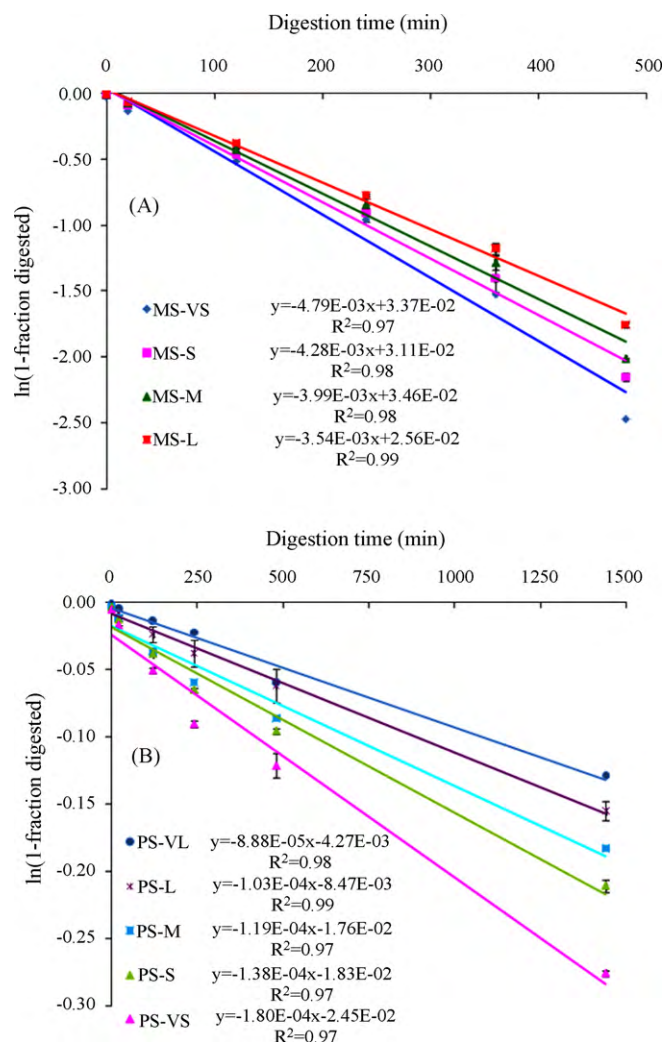 Digestion time (min)
0 100 200 300 400 500
0.00
-0.50
-1.00
-1.50
-2.00
-2.50
-3.00
ln(1-fraction digested)
(A)
MS-VS y=-4.79E-03x+3.37E-02
R²=0.97
MS-S y=-4.28E-03x+3.11E-02
R²=0.98
MS-M y=-3.99E-03x+3.46E-02
R²=0.98
MS-L y=-3.54E-03x+2.56E-02
R²=0.99
Digestion time (min)
0 250 500 750 1000 1250 1500
0.00
-0.05
-0.10
-0.15
-0.20
-0.25
-0.30
ln(1-fraction digested)
(B)
PS-VL y=-8.88E-05x-4.27E-03
R²=0.98
PS-L y=-1.03E-04x-8.47E-03
R²=0.99
PS-M y=-1.19E-04x-1.76E-02
R²=0.97
PS-S y=-1.38E-04x-1.83E-02
R²=0.97
PS-VS y=-1.80E-04x-2.45E-02
R²=0.97